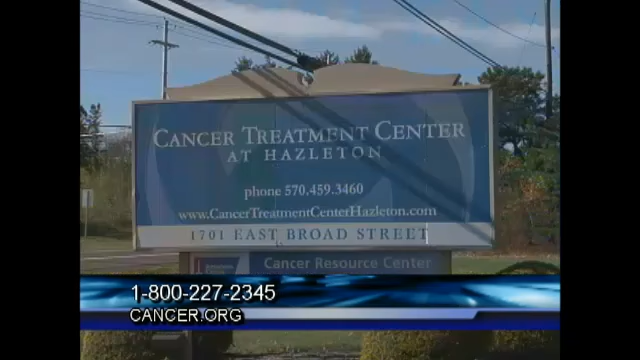 CANCER TREATMENT CENTER
AT HAZLETON
phone 570.459.3460
www.CancerTreatmentCenterHazleton.com
1701 EAST BROAD STREET
Cancer Resource Center
1-800-227-2345
CANCER.ORG